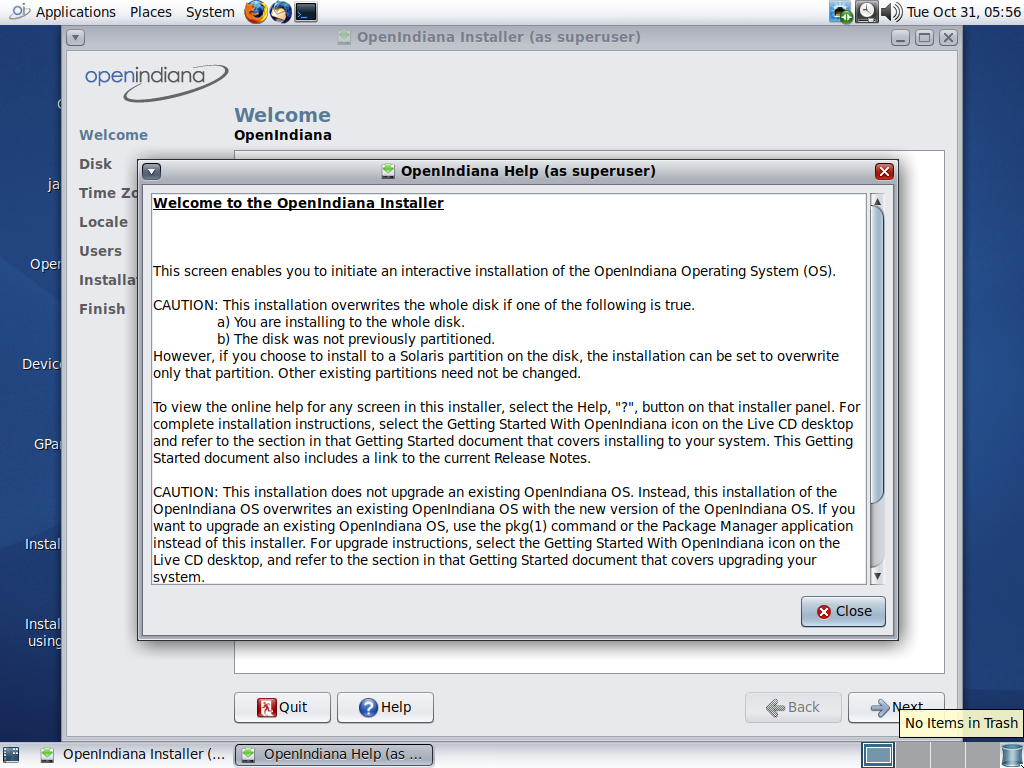 Applications Places System Tue Oct 31, 05:56
OpenIndiana Installer (as superuser)
openindiana
Welcome
OpenIndiana
Welcome
Disk
Time Zo
Locale
Users
Installa
Finish
ja
Open
Device
GPar
Instal
Instal
using
OpenIndiana Help (as superuser)
Welcome to the OpenIndiana Installer
This screen enables you to initiate an interactive installation of the OpenIndiana Operating System (OS).
CAUTION: This installation overwrites the whole disk if one of the following is true.
a) You are installing to the whole disk.
b) The disk was not previously partitioned.
However, if you choose to install to a Solaris partition on the disk, the installation can be set to overwrite
only that partition. Other existing partitions need not be changed.
To view the online help for any screen in this installer, select the Help, "?", button on that installer panel. For
complete installation instructions, select the Getting Started With OpenIndiana icon on the Live CD desktop
and refer to the section in that Getting Started document that covers installing to your system. This Getting
Started document also includes a link to the current Release Notes.
CAUTION: This installation does not upgrade an existing OpenIndiana OS. Instead, this installation of the
OpenIndiana OS overwrites an existing OpenIndiana OS with the new version of the OpenIndiana OS. If you
want to upgrade an existing OpenIndiana OS, use the pkg(1) command or the Package Manager application
instead of this installer. For upgrade instructions, select the Getting Started With OpenIndiana icon on the
Live CD desktop, and refer to the section in that Getting Started document that covers upgrading your
system.
Close
Quit Help Back Next
No Items in Trash
OpenIndiana Installer (... OpenIndiana Help (as ...